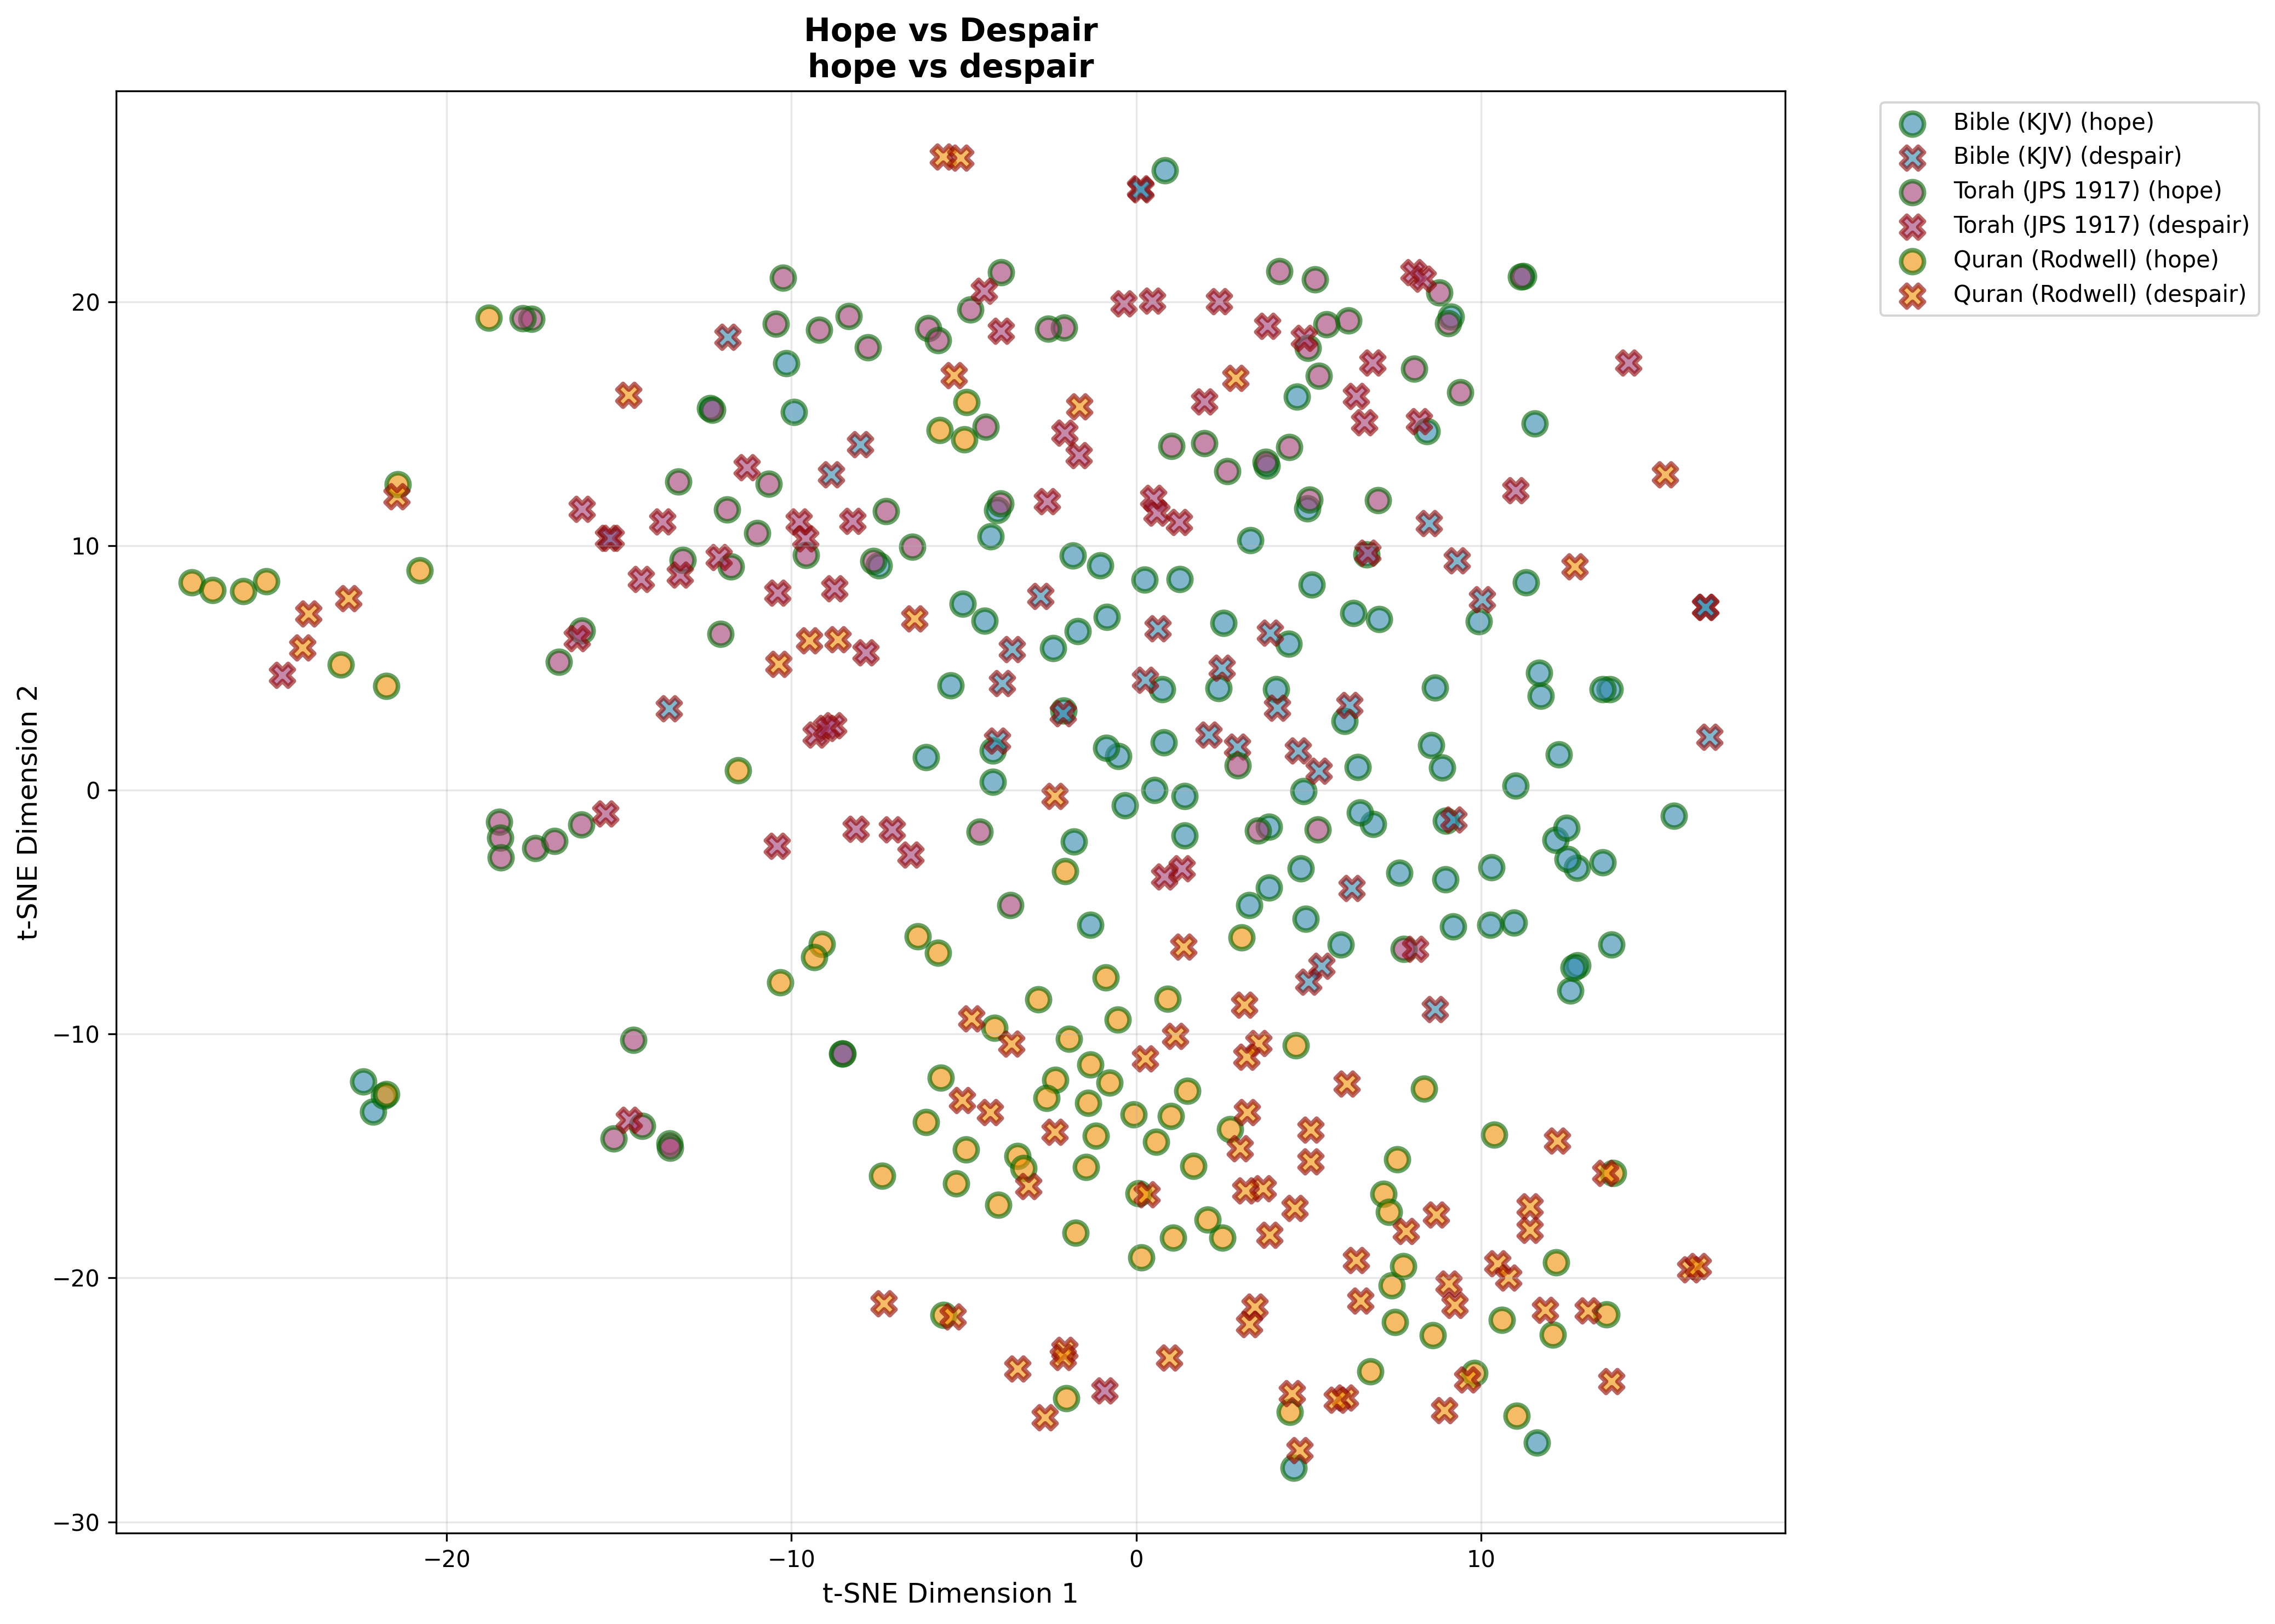 Hope vs Despair
hope vs despair
Bible (KJV) (hope)
Bible (KJV) (despair)
Torah (JPS 1917) (hope)
Torah (JPS 1917) (despair)
Quran (Rodwell) (hope)
Quran (Rodwell) (despair)
t-SNE Dimension 2
20
10
0
−10
−20
−30
−20
−10
0
10
t-SNE Dimension 1